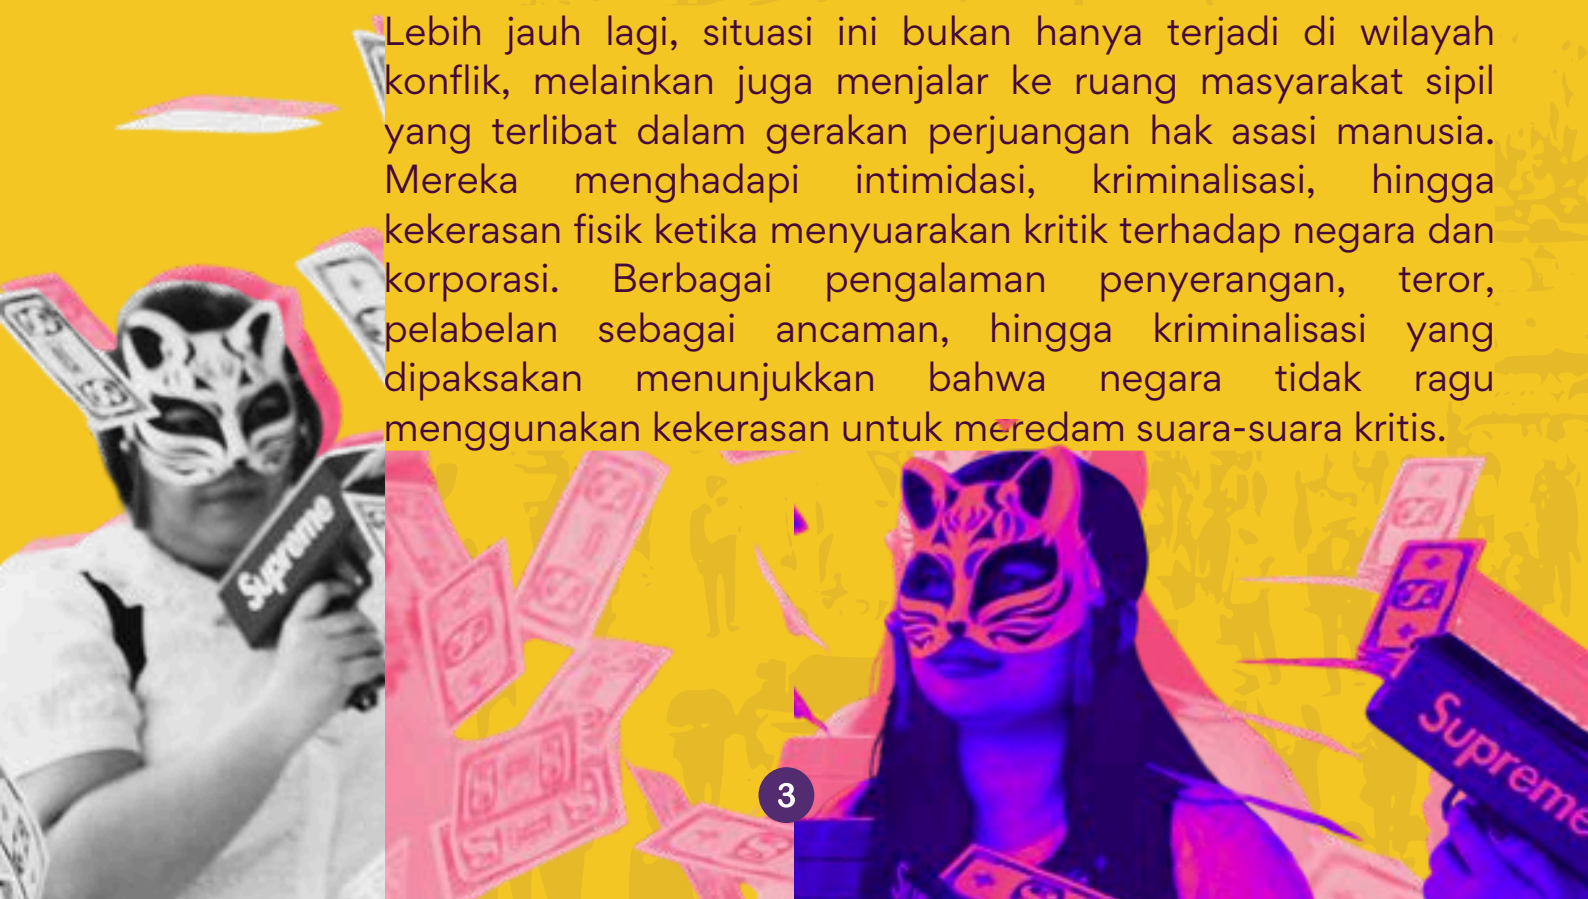 Lebih jauh lagi, situasi ini bukan hanya terjadi di wilayah
konflik, melainkan juga menjalar ke ruang masyarakat sipil
yang terlibat dalam gerakan perjuangan hak asasi manusia.
Mereka menghadapi intimidasi, kriminalisasi, hingga
kekerasan fisik ketika menyuarakan kritik terhadap negara dan
korporasi. Berbagai pengalaman penyerangan, teror,
pelabelan sebagai ancaman, hingga kriminalisasi yang
dipaksakan menunjukkan bahwa negara tidak ragu
menggunakan kekerasan untuk meredam suara-suara kritis.
Supreme
Supreme
3